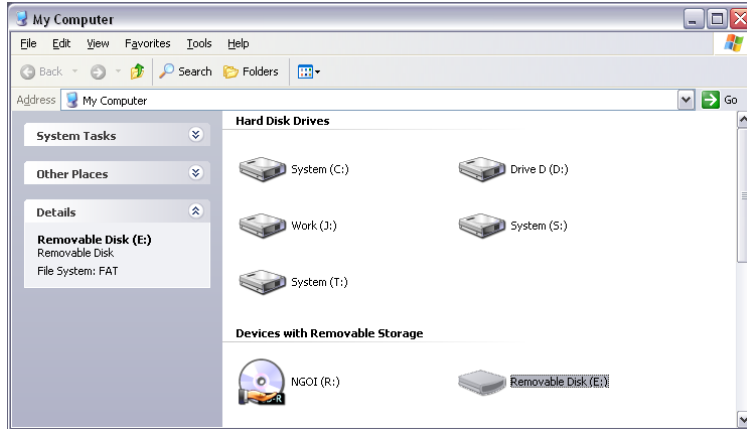 My Computer
File Edit View Favorites Tools Help
Back Search Folders
Address My Computer Go
System Tasks
Other Places
Details
Removable Disk (E:)
Removable Disk
File System: FAT
Hard Disk Drives
System (C:) Drive D (D:)
Work (J:) System (S:)
System (T:)
Devices with Removable Storage
NGOI (R:) Removable Disk (E:)